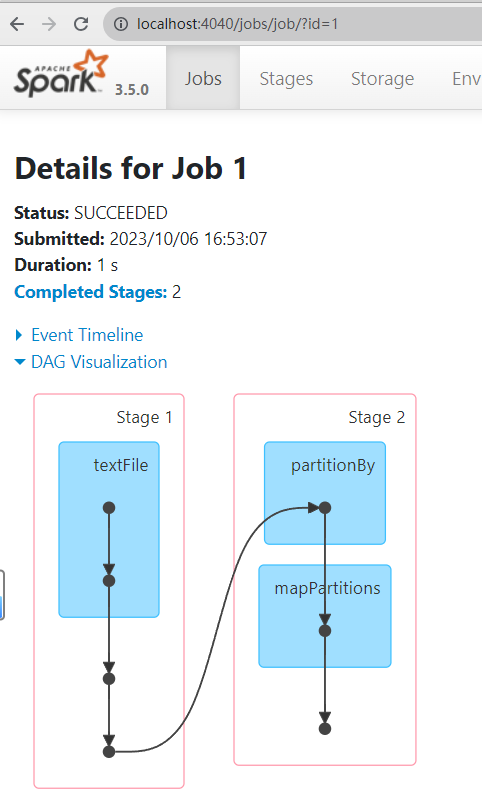 localhost:4040/jobs/job/?id=1
APACHE
Spark 3.5.0 Jobs Stages Storage Env
Details for Job 1
Status: SUCCEEDED
Submitted: 2023/10/06 16:53:07
Duration: 1 s
Completed Stages: 2
Event Timeline
DAG Visualization
Stage 1
textFile
Stage 2
partitionBy
mapPartitions